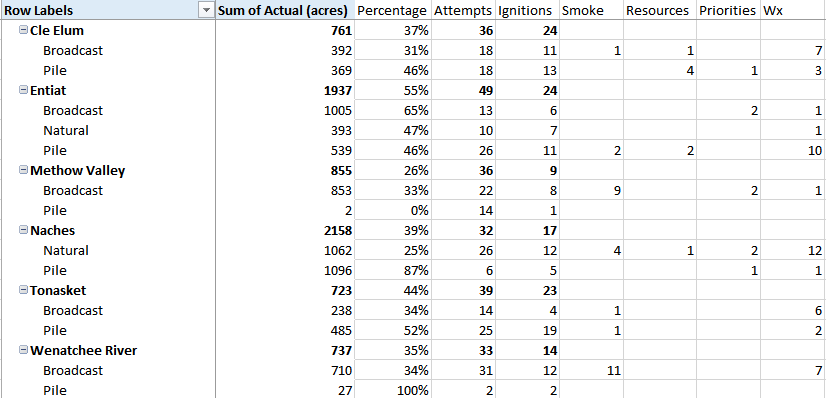 Row Labels Sum of Actual (acres) Percentage Attempts Ignitions Smoke Resources Priorities Wx
Cle Elum 761 37% 36 24
Broadcast 392 31% 18 11 1 1 7
Pile 369 46% 18 13 4 1 3
Entiat 1937 55% 49 24
Broadcast 1005 65% 13 6 2 1
Natural 393 47% 10 7 1
Pile 539 46% 26 11 2 2 10
Methow Valley 855 26% 36 9
Broadcast 853 33% 22 8 9 2 1
Pile 2 0% 14 1
Naches 2158 39% 32 17
Natural 1062 25% 26 12 4 1 2 12
Pile 1096 87% 6 5 1 1
Tonasket 723 44% 39 23
Broadcast 238 34% 14 4 1 6
Pile 485 52% 25 19 1 2
Wenatchee River 737 35% 33 14
Broadcast 710 34% 31 12 11 7
Pile 27 100% 2 2